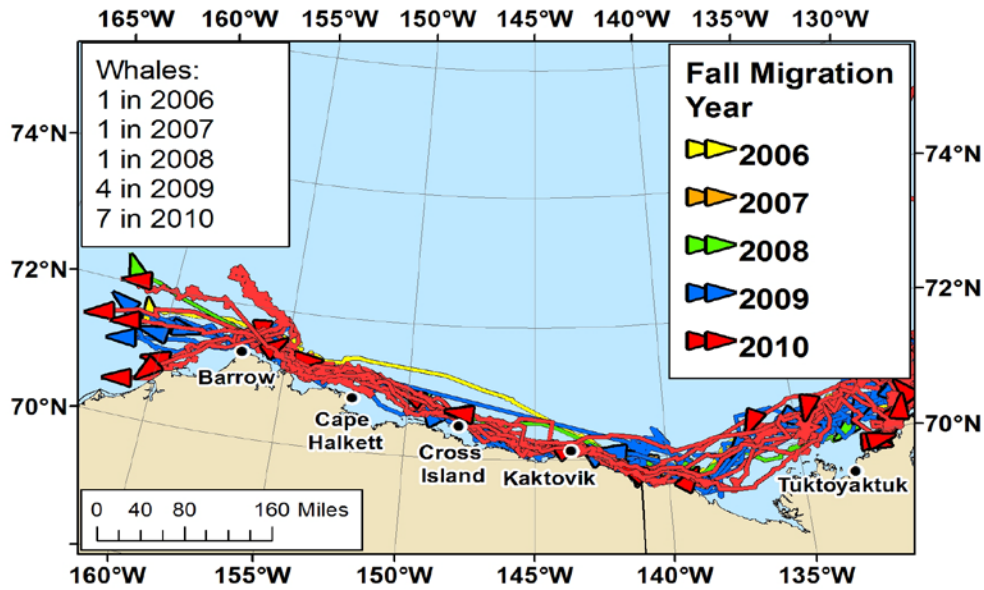 165°W 160°W 155°W 150°W 145°W 140°W 135°W 130°W
Whales:
1 in 2006
1 in 2007
1 in 2008
4 in 2009
7 in 2010
Fall Migration
Year
2006
2007
2008
2009
2010
74°N
74°N
72°N
72°N
70°N
70°N
Barrow
Cape
Halkett
Cross
Island
Kaktovik
Tuktoyaktuk
0 40 80 160 Miles
160°W 155°W 150°W 145°W 140°W 135°W